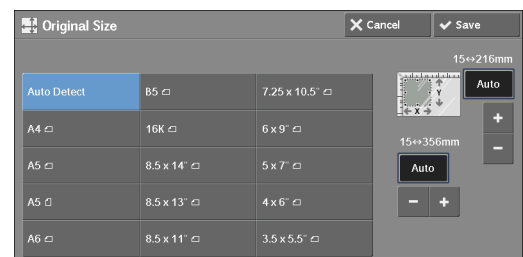 Original Size
Cancel
Save
15↔216mm
Auto Detect
B5
7.25 x 10.5"
Auto
Y
X
+
−
A4
16K
6 x 9"
15↔356mm
A5
8.5 x 14"
5 x 7"
Auto
A5
8.5 x 13"
4 x 6"
−
+
A6
8.5 x 11"
3.5 x 5.5"